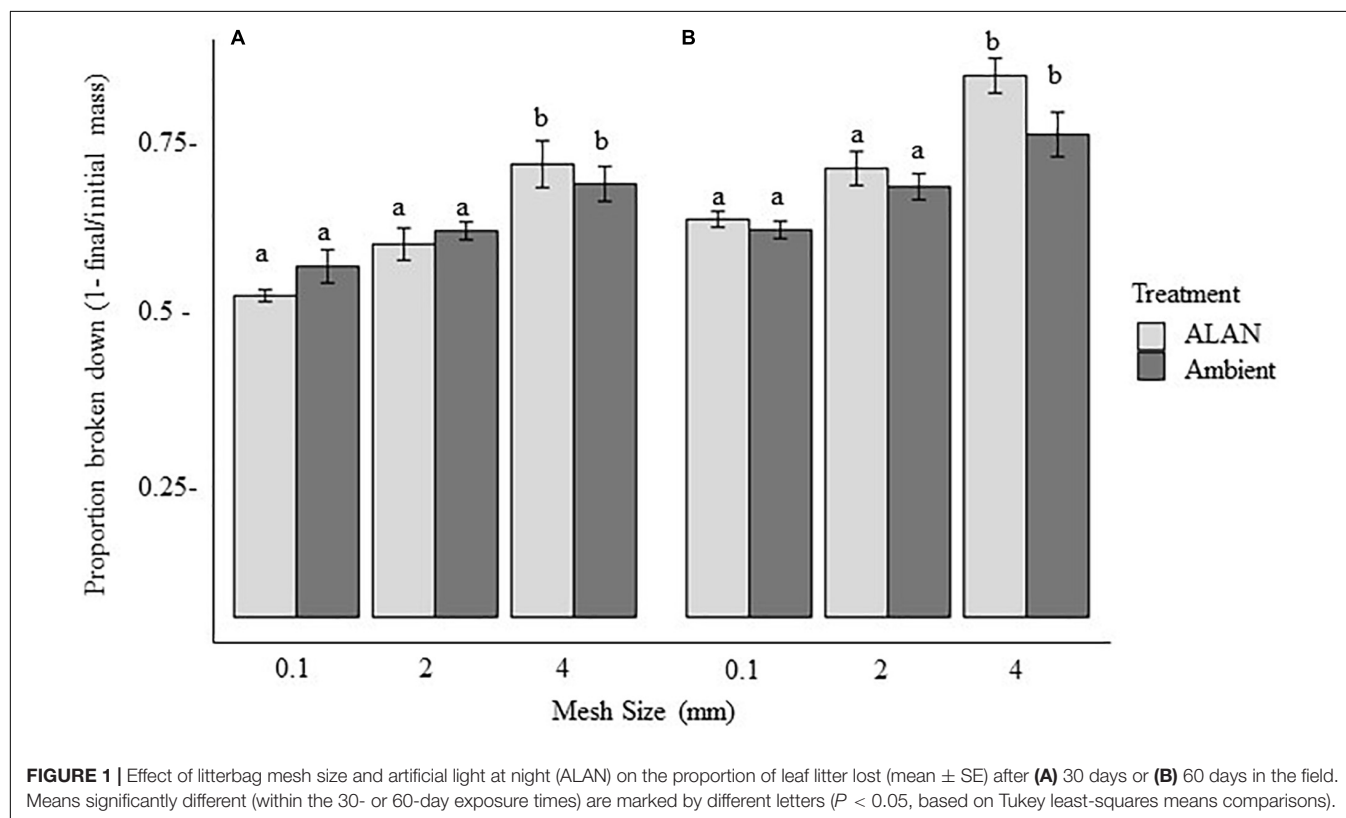 A
B
Proportion broken down (1- final/initial mass)
0.75-
0.5 -
0.25-
a
a
a
a
b
b
a
a
a
a
b
b
Treatment
ALAN
Ambient
0.1
2
4
0.1
2
4
Mesh Size (mm)
FIGURE 1 | Effect of litterbag mesh size and artificial light at night (ALAN) on the proportion of leaf litter lost (mean ± SE) after (A) 30 days or (B) 60 days in the field.
Means significantly different (within the 30- or 60-day exposure times) are marked by different letters (P < 0.05, based on Tukey least-squares means comparisons).